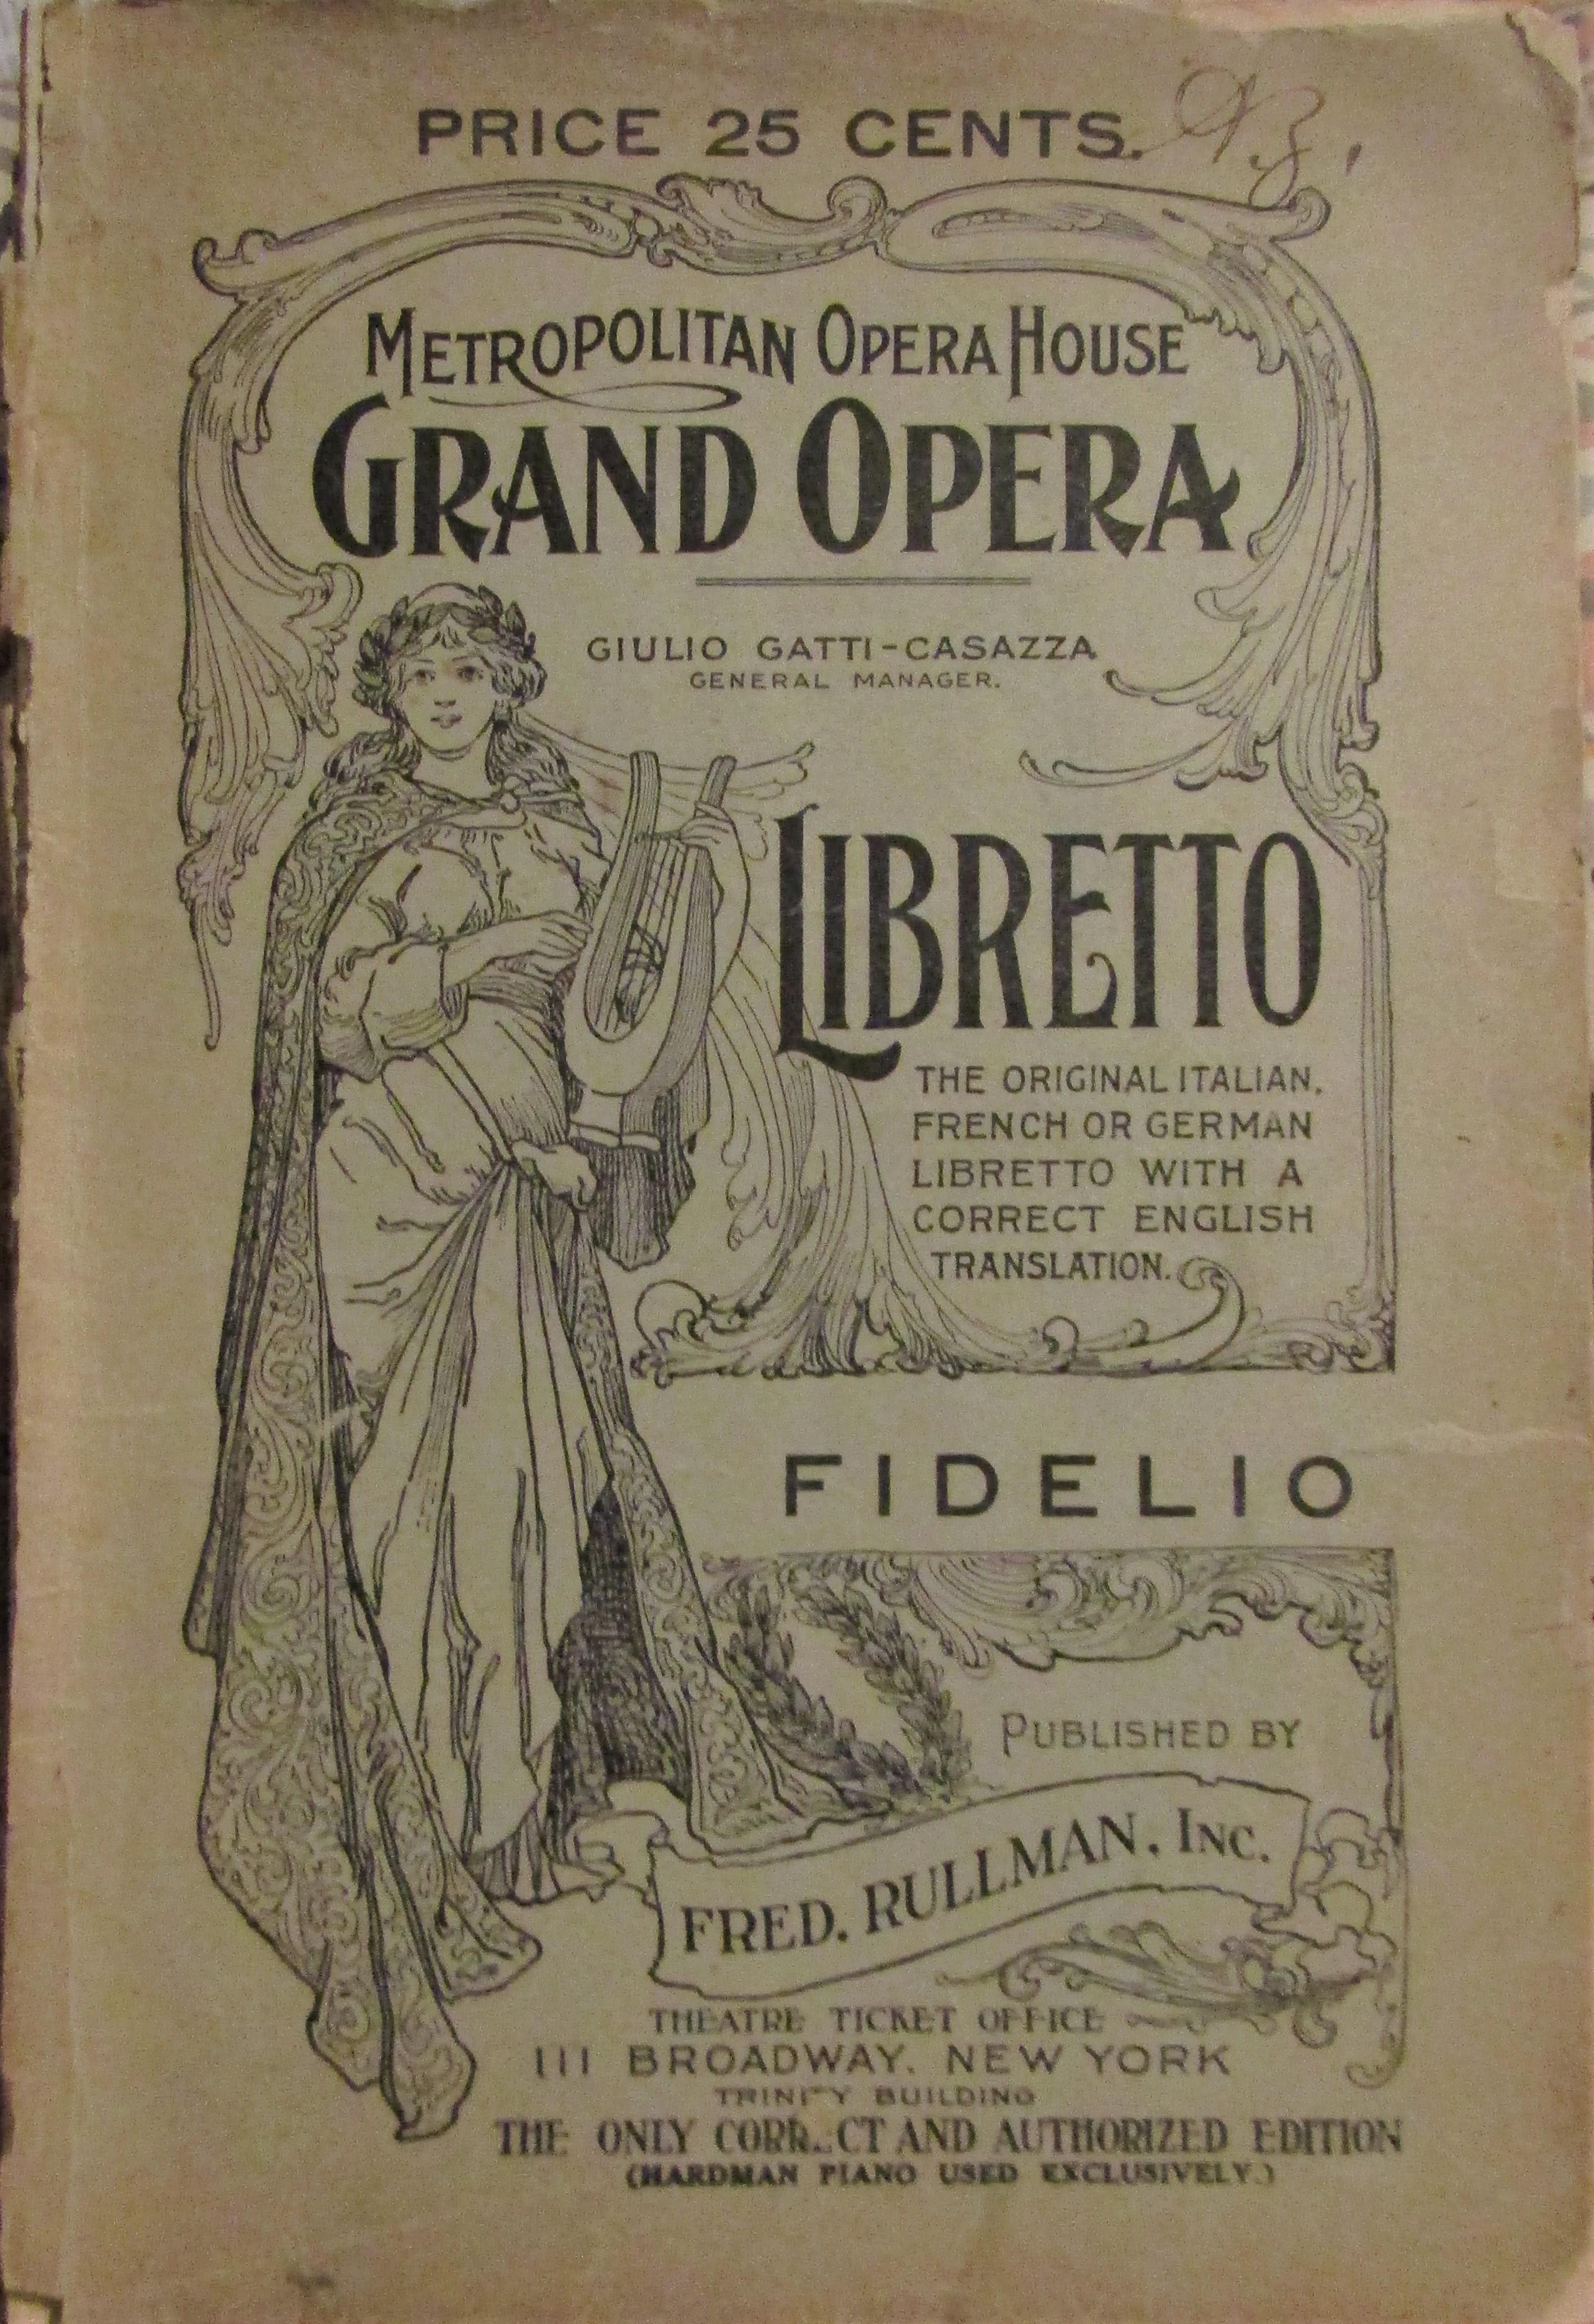 PRICE 25 CENTS.
METROPOLITAN OPERA HOUSE
GRAND OPERA
GIULIO GATTI-CASAZZA
GENERAL MANAGER.
LIBRETTO
THE ORIGINAL ITALIAN,
FRENCH OR GERMAN
LIBRETTO WITH A
CORRECT ENGLISH
TRANSLATION.
FIDELIO
PUBLISHED BY
FRED. RULLMAN, INC.
THEATRE TICKET OFFICE
111 BROADWAY, NEW YORK
TRINITY BUILDING
THE ONLY CORRECT AND AUTHORIZED EDITION
(HARDMAN PIANO USED EXCLUSIVELY.)